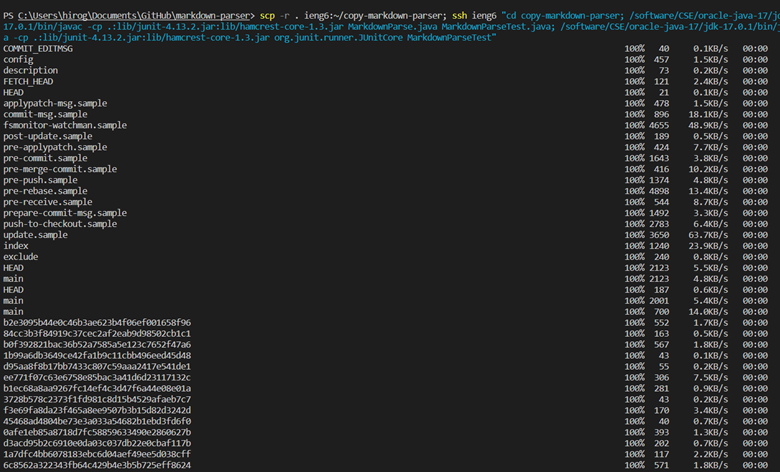 PS C:\Users\hirog\Documents\GitHub\markdown-parser> scp -r . ieng6:~/copy-markdown-parser; ssh ieng6 "cd copy-markdown-parser; /software/CSE/oracle-java-17/jdk-
17.0.1/bin/javac -cp .:lib/junit-4.13.2.jar:lib/hamcrest-core-1.3.jar MarkdownParse.java MarkdownParseTest.java; /software/CSE/oracle-java-17/jdk-17.0.1/bin/jav
a -cp .:lib/junit-4.13.2.jar:lib/hamcrest-core-1.3.jar org.junit.runner.JUnitCore MarkdownParseTest"
COMMIT_EDITMSG 100% 40 0.1KB/s 00:00
config 100% 457 1.5KB/s 00:00
description 100% 73 0.2KB/s 00:00
FETCH_HEAD 100% 121 2.4KB/s 00:00
HEAD 100% 21 0.1KB/s 00:00
applypatch-msg.sample 100% 478 1.5KB/s 00:00
commit-msg.sample 100% 896 18.1KB/s 00:00
fsmonitor-watchman.sample 100% 4655 48.9KB/s 00:00
post-update.sample 100% 189 0.5KB/s 00:00
pre-applypatch.sample 100% 424 7.7KB/s 00:00
pre-commit.sample 100% 1643 3.8KB/s 00:00
pre-merge-commit.sample 100% 416 10.2KB/s 00:00
pre-push.sample 100% 1374 4.8KB/s 00:00
pre-rebase.sample 100% 4898 13.4KB/s 00:00
pre-receive.sample 100% 544 8.7KB/s 00:00
prepare-commit-msg.sample 100% 1492 3.3KB/s 00:00
push-to-checkout.sample 100% 2783 6.4KB/s 00:00
update.sample 100% 3650 63.7KB/s 00:00
index 100% 1240 23.9KB/s 00:00
exclude 100% 240 0.8KB/s 00:00
HEAD 100% 2123 5.5KB/s 00:00
main 100% 2123 4.8KB/s 00:00
HEAD 100% 187 0.6KB/s 00:00
main 100% 2001 5.4KB/s 00:00
main 100% 700 14.0KB/s 00:00
b2e3095b44e0c46b3ae623b4f06ef001658f96 100% 552 1.7KB/s 00:00
84cc3b3f84919c37cec2af2eab9d98502cb1c1 100% 163 0.5KB/s 00:00
b0f392821bac36b52a7585a5e123c7652f47a6 100% 567 1.8KB/s 00:00
1b99a6db3649ce42fa1b9c11cbb496eed45d48 100% 43 0.1KB/s 00:00
d95aa8f8b17bb7433c807c59aaa2417e541de1 100% 55 0.2KB/s 00:00
ee771f07c63e6758e85bac3a41d6d23117132c 100% 306 7.5KB/s 00:00
b1ec68a8aa9267fc14ef4c3d47f6a44e08e01a 100% 281 0.9KB/s 00:00
3728b578c2373f1fd981c8d15b4529afaeb7c7 100% 43 0.2KB/s 00:00
f3e69fa8da23f465a8ee9507b3b15d82d3242d 100% 170 3.4KB/s 00:00
45468ad4804be73e3a033a54682b1ebd3fd6f0 100% 40 0.7KB/s 00:00
0afe1eb85a8718d7fc58859633490e2860627b 100% 393 1.3KB/s 00:00
d3acd95b2c6910e0da03c037db22e0cbaf117b 100% 202 0.7KB/s 00:00
1a7dfc4bb6078183ebc6d04aef49ee5d038cff 100% 117 2.2KB/s 00:00
6c8562a322343fb64c429b4e3b5b725eff8624 100% 571 1.8KB/s 00:00